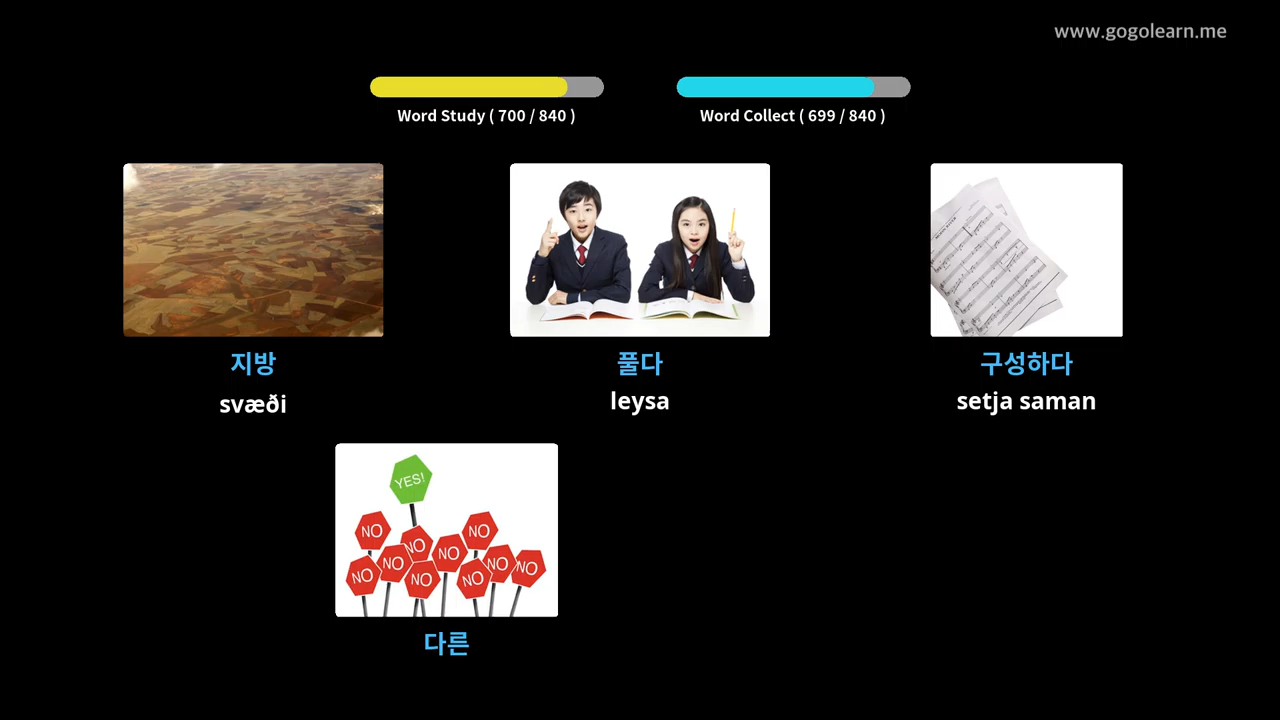 www.gogolearn.me
Word Study ( 700 / 840 )
Word Collect ( 699 / 840 )
지방
풀다
구성하다
svæði
leysa
setja saman
YES!
NO
NO
NO
NO
NO
NO
NO
NO
NO
NO
다른